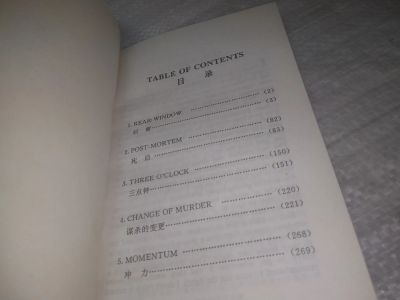 TABLE OF CONTENTS
目 录
1. REAR WINDOW ……………………(2)
后 窗……………………(3)
2. POST-MORTEM ……………………(82)
死 后……………………(83)
3. THREE O'CLOCK ……………………(150)
三点钟……………………(151)
4. CHANGE OF MURDER ……………………(220)
谋杀的变更……………………(221)
5. MOMENTUM ……………………(268)
冲 力……………………(269)